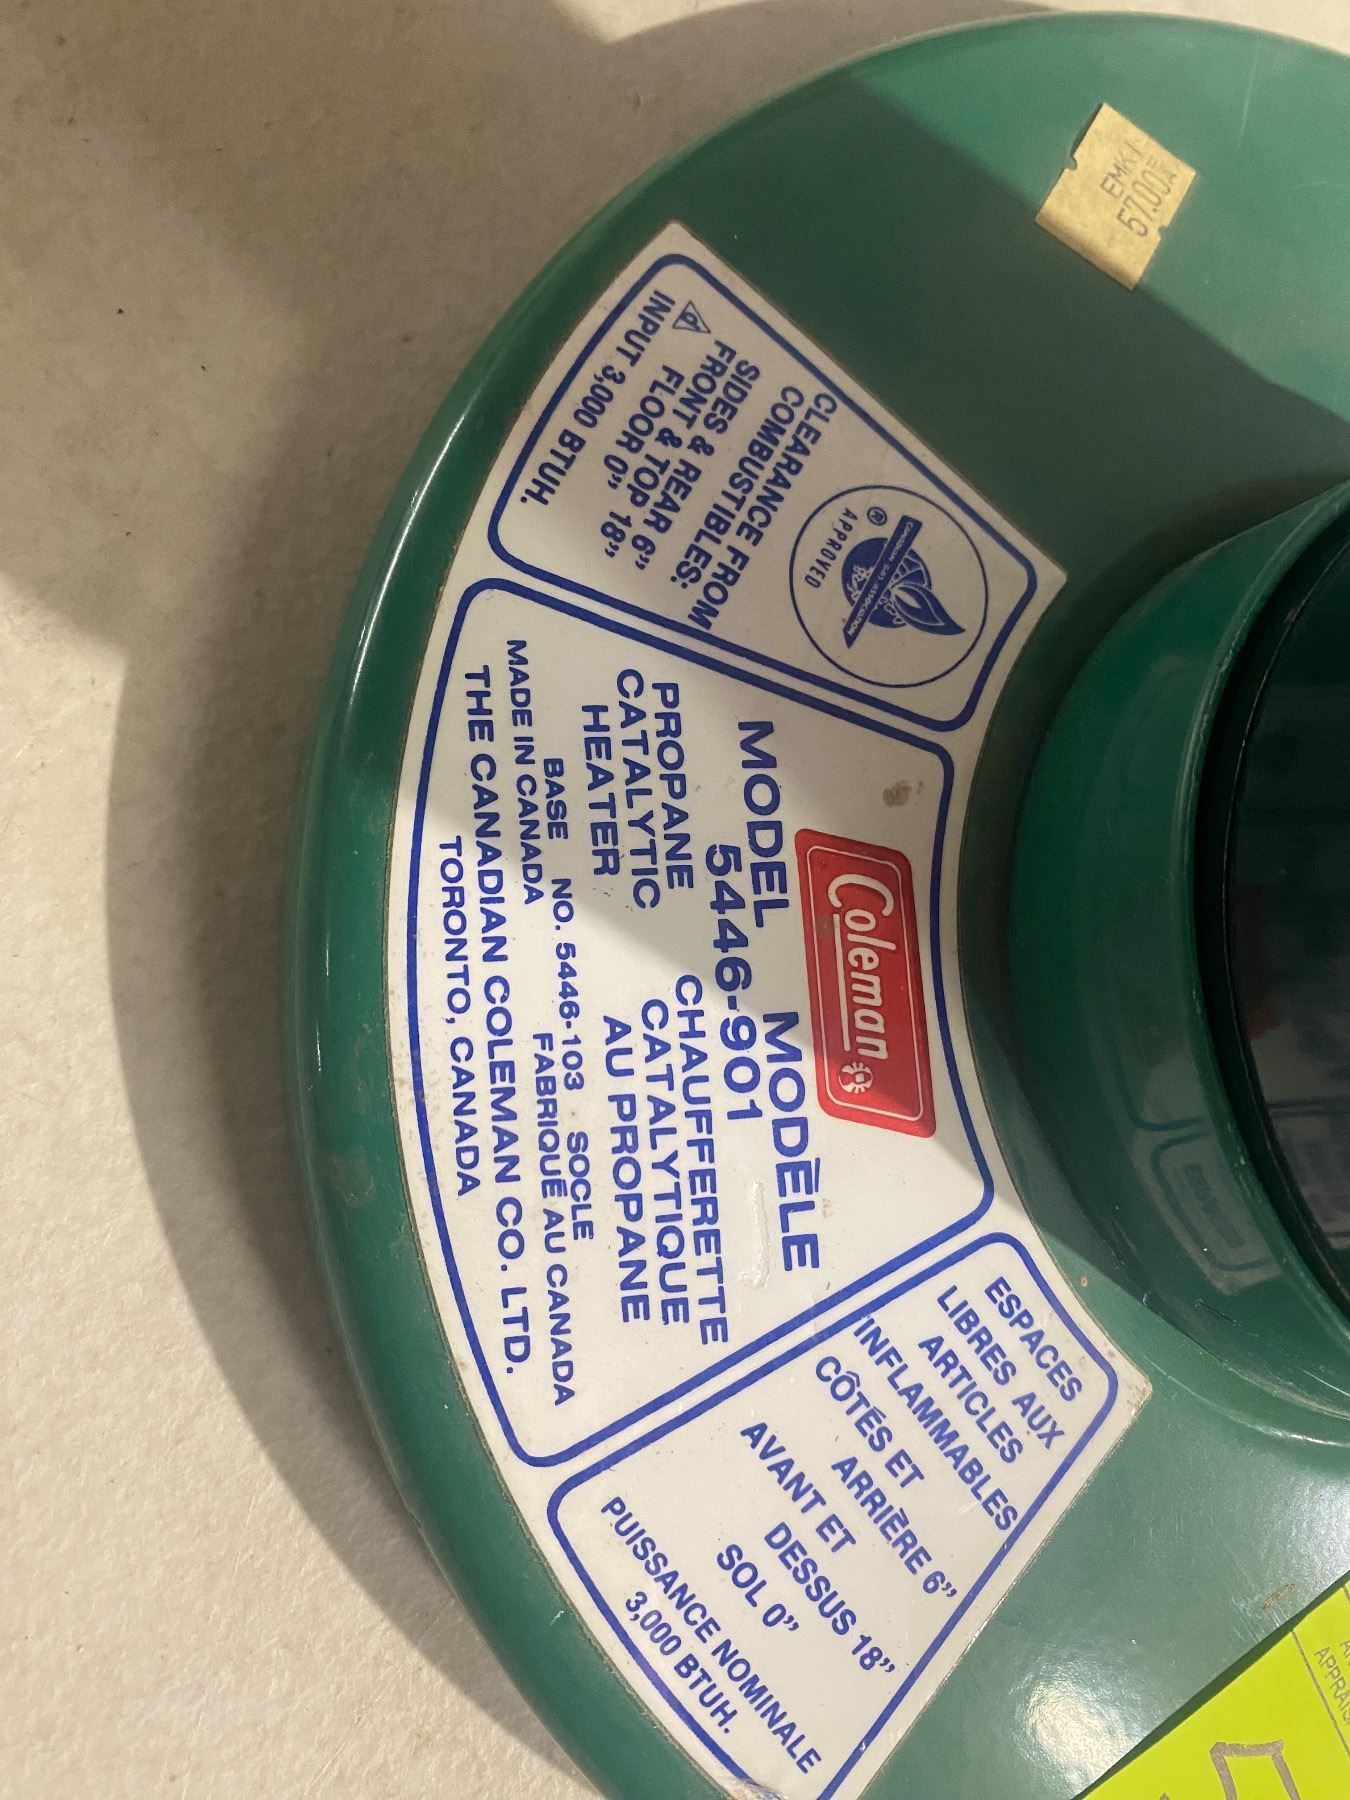 EMKI
57.00
CANADIAN GAS ASSOCIATION
® APPROVED
CLEARANCE FROM
COMBUSTIBLES:
SIDES & REAR 6”
FRONT & TOP 18”
FLOOR 0”
INPUT 3,000 BTUH.
Coleman
MODEL MODÈLE
5446-901
PROPANE
CATALYTIC
HEATER
CHAUFFERETTE
CATALYTIQUE
AU PROPANE
BASE NO. 5446-103 SOCLE
MADE IN CANADA FABRIQUÉ AU CANADA
THE CANADIAN COLEMAN CO. LTD.
TORONTO, CANADA
ESPACES
LIBRES AUX
ARTICLES
INFLAMMABLES
CÔTÉS ET
ARRIÈRE 6”
AVANT ET
DESSUS 18”
SOL 0”
PUISSANCE NOMINALE
3,000 BTUH.